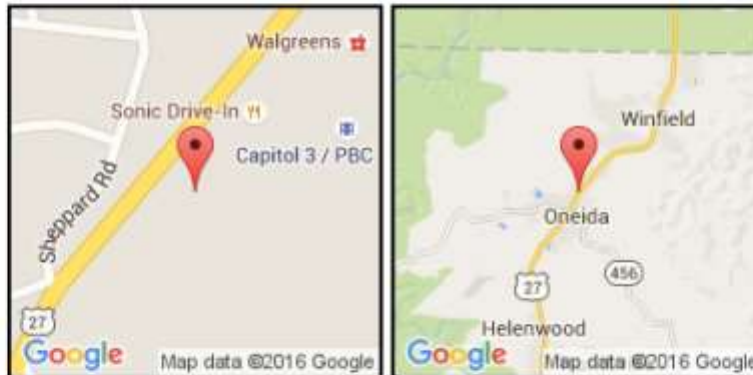 Walgreens
Sonic Drive-In
Capitol 3 / PBC
Sheppard Rd
27
Google
Map data ©2016 Google
Winfield
Oneida
456
27
Helenwood
Google
Map data ©2016 Google